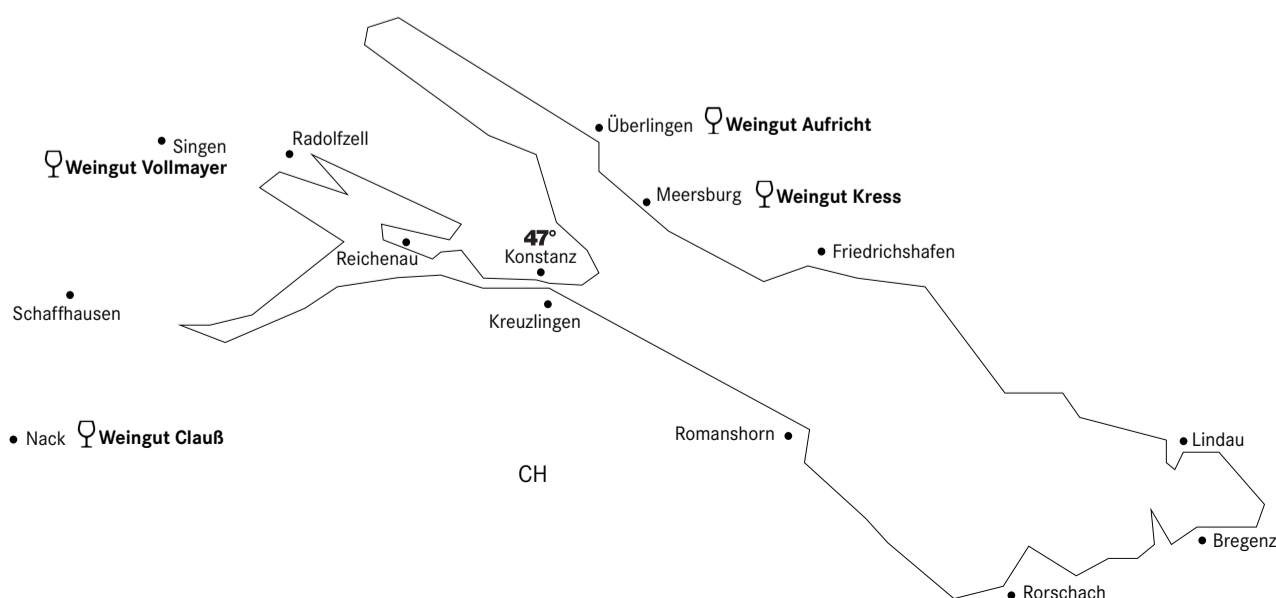 Überlingen Weingut Aufricht
Singen
Radolfzell
Weingut Vollmayer
Meersburg Weingut Kress
47°
Konstanz
Reichenau
Friedrichshafen
Schaffhausen
Kreuzlingen
Nack Weingut Clauß
Romanshorn
Lindau
CH
Bregenz
Rorschach